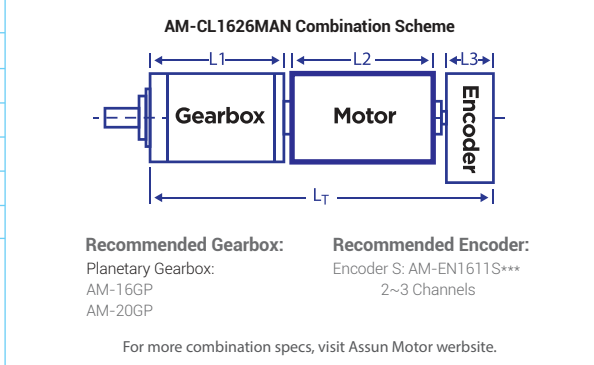 AM-CL1626MAN Combination Scheme
L1 L2 L3
Gearbox Motor Encoder
LT
Recommended Gearbox: Recommended Encoder:
Planetary Gearbox: Encoder S: AM-EN1611S***
AM-16GP 2~3 Channels
AM-20GP
For more combination specs, visit Assun Motor werbsite.